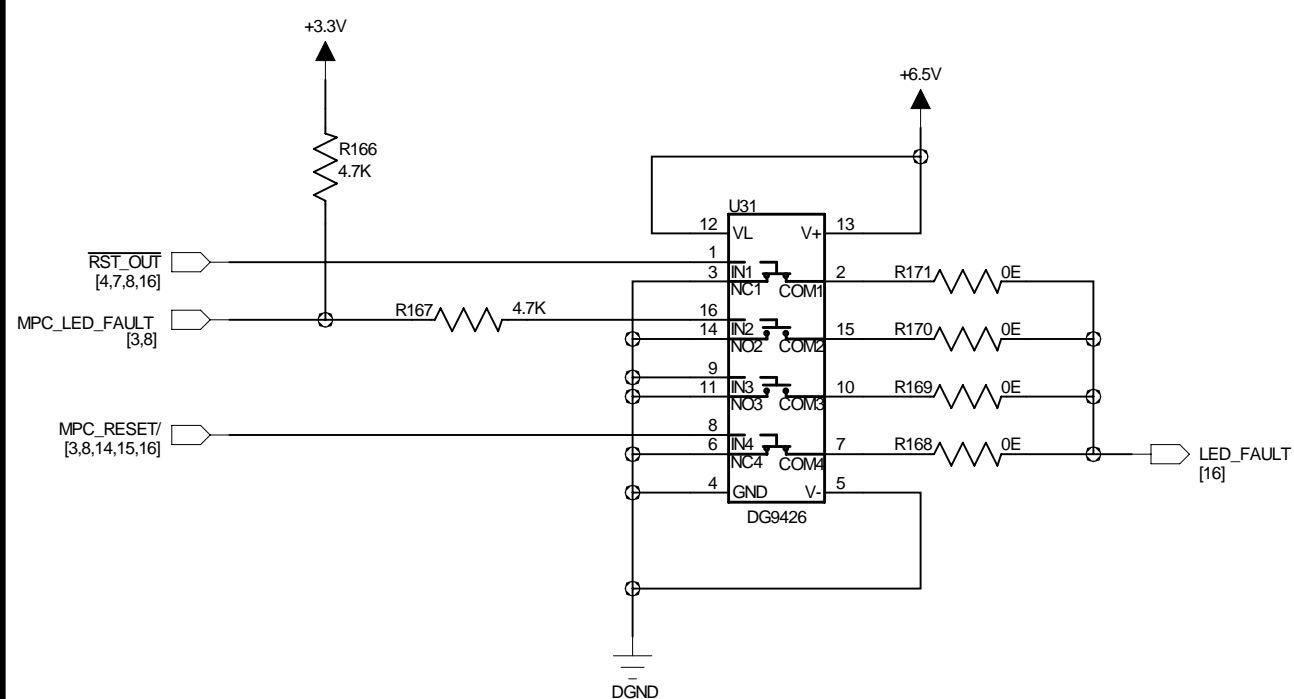 +3.3V
+6.5V
R166
4.7K
U31
12 VL V+ 13
RST_OUT
[4,7,8,16]
1
IN1
3
NC1 COM1
2
R171 0E
MPC_LED_FAULT
[3,8]
R167 4.7K
16
IN2
14
NO2 COM2
15
R170 0E
9
IN3
11
NO3 COM3
10
R169 0E
MPC_RESET/
[3,8,14,15,16]
8
IN4
6
NC4 COM4
7
R168 0E
LED_FAULT
[16]
4 GND V- 5
DG9426
DGND